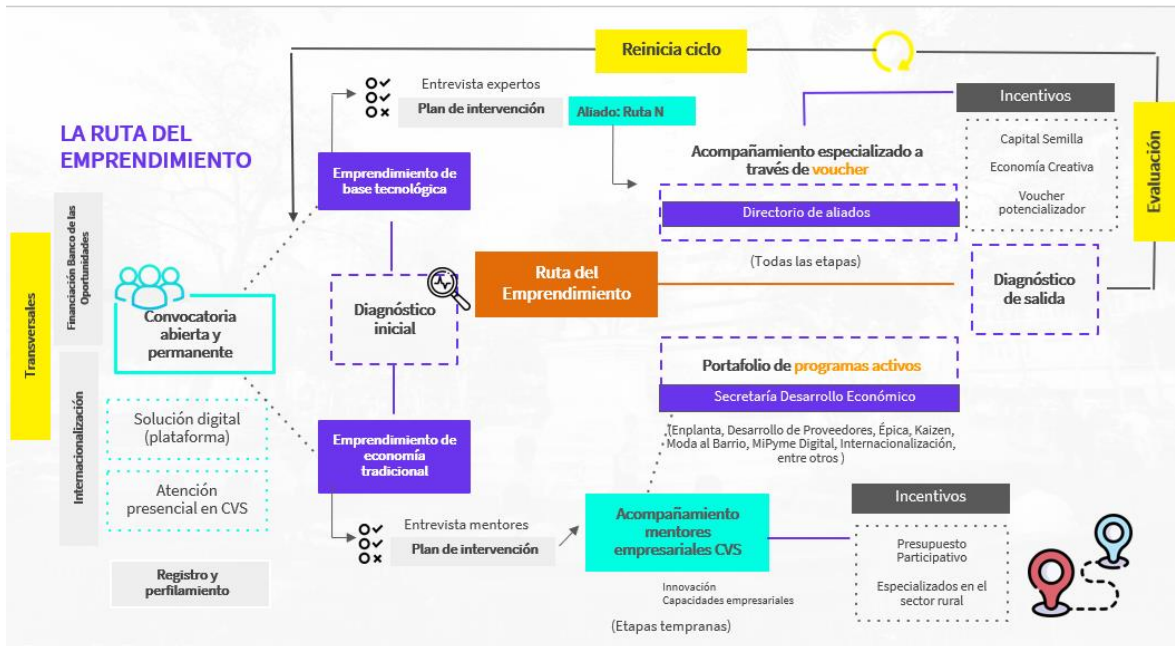 Reinicia ciclo
LA RUTA DEL
EMPRENDIMIENTO
Transversales
Financiación Banco de las
Oportunidades
Internacionalización
Convocatoria
abierta y
permanente
Solución digital
(plataforma)
Atención
presencial en CVS
Registro y
perfilamiento
Entrevista expertos
Plan de intervención
Aliado: Ruta N
Emprendimiento de
base tecnológica
Diagnóstico
inicial
Emprendimiento de
economía
tradicional
Entrevista mentores
Plan de intervención
Ruta del
Emprendimiento
Acompañamiento especializado a
través de voucher
Directorio de aliados
(Todas las etapas)
Portafolio de programas activos
Secretaría Desarrollo Económico
(Enplanta, Desarrollo de Proveedores, Épica, Kaizen,
Moda al Barrio, MiPyme Digital, Internacionalización,
entre otros )
Acompañamiento
mentores
empresariales CVS
Innovación
Capacidades empresariales
(Etapas tempranas)
Incentivos
Capital Semilla
Economía Creativa
Voucher
potencializador
Diagnóstico
de salida
Evaluación
Incentivos
Presupuesto
Participativo
Especializados en el
sector rural